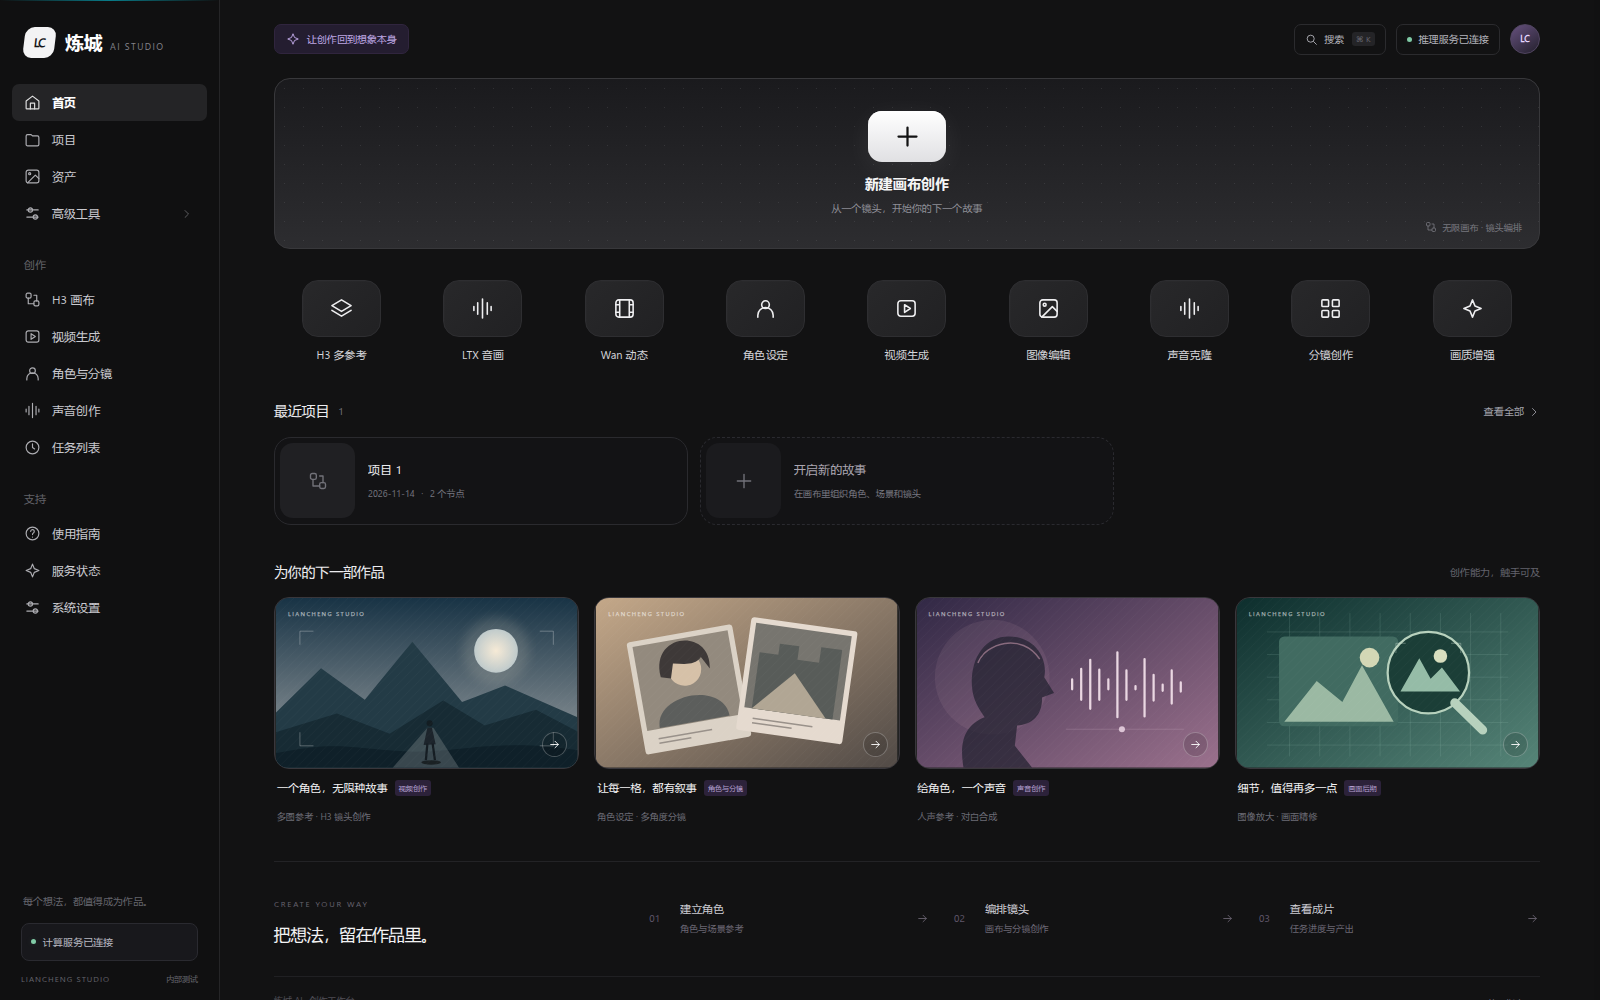 LC 炼城 AI STUDIO
首页
项目
资产
高级工具
创作
H3 画布
视频生成
角色与分镜
声音创作
任务列表
支持
使用指南
服务状态
系统设置
每个想法，都值得成为作品。
计算服务已连接
LIANCHENG STUDIO 内部测试
让创作回到想象本身
搜索 ⌘ K
推理服务已连接
LC
新建画布创作
从一个镜头，开始你的下一个故事
无限画布 · 镜头编排
H3 多参考
LTX 音画
Wan 动态
角色设定
视频生成
图像编辑
声音克隆
分镜创作
画质增强
最近项目 1
查看全部
项目 1
2026-11-14 · 2 个节点
开启新的故事
在画布里组织角色、场景和镜头
为你的下一部作品
创作能力，触手可及
LIANCHENG STUDIO
一个角色，无限种故事 视频创作
多图参考 · H3 镜头创作
LIANCHENG STUDIO
让每一格，都有叙事 角色与分镜
角色设定 · 多角度分镜
LIANCHENG STUDIO
给角色，一个声音 声音创作
人声参考 · 对白合成
LIANCHENG STUDIO
细节，值得再多一点 画面后期
图像放大 · 画面精修
CREATE YOUR WAY
把想法，留在作品里。
01 建立角色
角色与场景参考
02 编排镜头
画布与分镜创作
03 查看成片
任务进度与产出